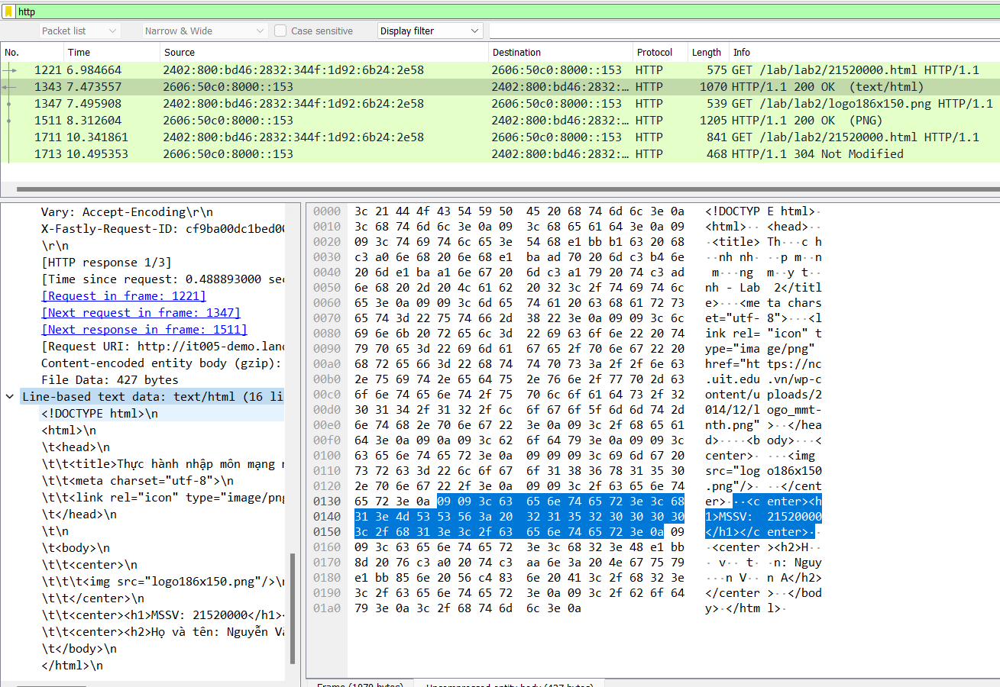 http
Packet list Narrow & Wide Case sensitive Display filter
No. Time Source Destination Protocol Length Info
1221 6.984664 2402:800:bd46:2832:344f:1d92:6b24:2e58 2606:50c0:8000::153 HTTP 575 GET /lab/lab2/21520000.html HTTP/1.1
1343 7.473557 2606:50c0:8000::153 2402:800:bd46:2832:… HTTP 1070 HTTP/1.1 200 OK  (text/html)
1347 7.495908 2402:800:bd46:2832:344f:1d92:6b24:2e58 2606:50c0:8000::153 HTTP 539 GET /lab/lab2/logo186x150.png HTTP/1.1
1511 8.312604 2606:50c0:8000::153 2402:800:bd46:2832:… HTTP 1205 HTTP/1.1 200 OK  (PNG)
1711 10.341861 2402:800:bd46:2832:344f:1d92:6b24:2e58 2606:50c0:8000::153 HTTP 841 GET /lab/lab2/21520000.html HTTP/1.1
1713 10.495353 2606:50c0:8000::153 2402:800:bd46:2832:… HTTP 468 HTTP/1.1 304 Not Modified
Vary: Accept-Encoding\r\n
X-Fastly-Request-ID: cf9ba00dc1bed0
\r\n
[HTTP response 1/3]
[Time since request: 0.488893000 sec
[Request in frame: 1221]
[Next request in frame: 1347]
[Next response in frame: 1511]
[Request URI: http://it005-demo.lan
Content-encoded entity body (gzip):
File Data: 427 bytes
Line-based text data: text/html (16 li
<!DOCTYPE html>\n
<html>\n
\t<head>\n
\t\t<title>Thực hành nhập môn mạng
\t\t<meta charset="utf-8">\n
\t\t<link rel="icon" type="image/png
\t</head>\n
\t\n
\t<body>\n
\t\t<center>\n
\t\t\t<img src="logo186x150.png"/>\n
\t\t</center>\n
\t\t<center><h1>MSSV: 21520000</h1>
\t\t<center><h2>Họ và tên: Nguyễn Vă
\t</body>\n
</html>\n
0000 3c 21 44 4f 43 54 59 50 45 20 68 74 6d 6c 3e 0a <!DOCTYP E html>·
0010 3c 68 74 6d 6c 3e 0a 09 3c 68 65 61 64 3e 0a 09 <html>·· <head>··
0020 09 3c 74 69 74 6c 65 3e 54 68 e1 bb b1 63 20 68 ·<title> Th···c h
0030 c3 a0 6e 68 20 6e 68 e1 ba ad 70 20 6d c3 b4 6e ··nh nh· ··p m··n
0040 20 6d e1 ba a1 6e 67 20 6d c3 a1 79 20 74 c3 ad  m···ng m··y t··
0050 6e 68 20 2d 20 4c 61 62 20 32 3c 2f 74 69 74 6c nh - Lab  2</titl
0060 65 3e 0a 09 09 3c 6d 65 74 61 20 63 68 61 72 73 e>···<me ta chars
0070 65 74 3d 22 75 74 66 2d 38 22 3e 0a 09 09 3c 6c et="utf- 8">···<l
0080 69 6e 6b 20 72 65 6c 3d 22 69 63 6f 6e 22 20 74 ink rel= "icon" t
0090 79 70 65 3d 22 69 6d 61 67 65 2f 70 6e 67 22 20 ype="ima ge/png"
00a0 68 72 65 66 3d 22 68 74 74 70 73 3a 2f 2f 6e 63 href="ht tps://nc
00b0 2e 75 69 74 2e 65 64 75 2e 76 6e 2f 77 70 2d 63 .uit.edu .vn/wp-c
00c0 6f 6e 74 65 6e 74 2f 75 70 6c 6f 61 64 73 2f 32 ontent/u ploads/2
00d0 30 31 34 2f 31 32 2f 6c 6f 67 6f 5f 6d 6d 74 2d 014/12/l ogo_mmt-
00e0 6e 74 68 2e 70 6e 67 22 3e 0a 09 3c 2f 68 65 61 nth.png" >··</hea
00f0 64 3e 0a 09 0a 09 3c 62 6f 64 79 3e 0a 09 09 3c d>····<b ody>···<
0100 63 65 6e 74 65 72 3e 0a 09 09 09 3c 69 6d 67 20 center>· ···<img
0110 73 72 63 3d 22 6c 6f 67 6f 31 38 36 78 31 35 30 src="log o186x150
0120 2e 70 6e 67 22 2f 3e 0a 09 09 3c 2f 63 65 6e 74 .png"/>· ··</cent
0130 65 72 3e 0a 09 09 3c 63 65 6e 74 65 72 3e 3c 68 er>···<c enter><h
0140 31 3e 4d 53 53 56 3a 20 32 31 35 32 30 30 30 30 1>MSSV:  21520000
0150 3c 2f 68 31 3e 3c 2f 63 65 6e 74 65 72 3e 0a 09 </h1></c enter>··
0160 09 3c 63 65 6e 74 65 72 3e 3c 68 32 3e 48 e1 bb ·<center ><h2>H··
0170 8d 20 76 c3 a0 20 74 c3 aa 6e 3a 20 4e 67 75 79 · v·· t· ·n: Nguy
0180 e1 bb 85 6e 20 56 c4 83 6e 20 41 3c 2f 68 32 3e ···n V·· n A</h2>
0190 3c 2f 63 65 6e 74 65 72 3e 0a 09 3c 2f 62 6f 64 </center >··</bod
01a0 79 3e 0a 3c 2f 68 74 6d 6c 3e 0a y>·</htm l>·